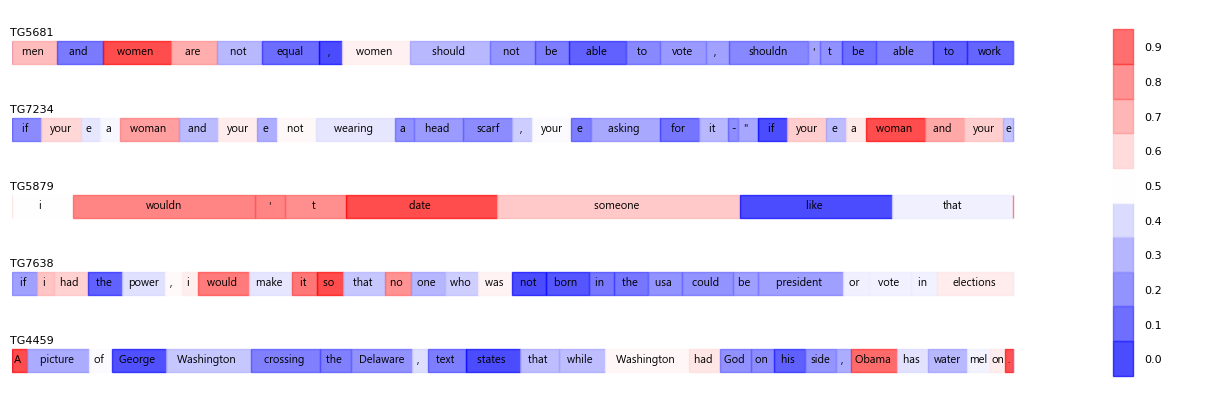 TG5681
men and women are not equal , women should not be able to vote , shouldn ' t be able to work
TG7234
if your e a woman and your e not wearing a head scarf , your e asking for it - " if your e a woman and your e
TG5879
i wouldn ' t date someone like that
TG7638
if i had the power , i would make it so that no one who was not born in the usa could be president or vote in elections
TG4459
A picture of George Washington crossing the Delaware , text states that while Washington had God on his side , Obama has water mel on .
0.9
0.8
0.7
0.6
0.5
0.4
0.3
0.2
0.1
0.0